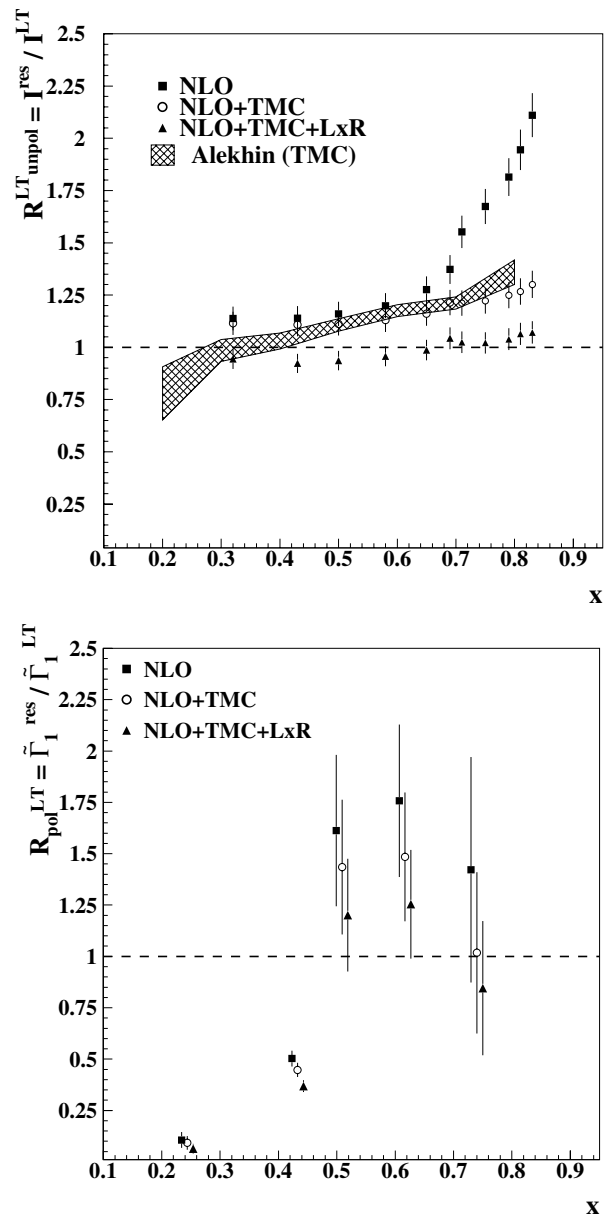 R^{LT}_{unpol} = I^{res} / I^{LT}
2.5
2.25
2
1.75
1.5
1.25
1
0.75
0.5
0.25
NLO
NLO+TMC
NLO+TMC+LxR
Alekhin (TMC)
0.1 0.2 0.3 0.4 0.5 0.6 0.7 0.8 0.9
x
R_{pol}^{LT} = Γ̃_1^{res} / Γ̃_1^{LT}
2.5
2.25
2
1.75
1.5
1.25
1
0.75
0.5
0.25
NLO
NLO+TMC
NLO+TMC+LxR
0.1 0.2 0.3 0.4 0.5 0.6 0.7 0.8 0.9
x